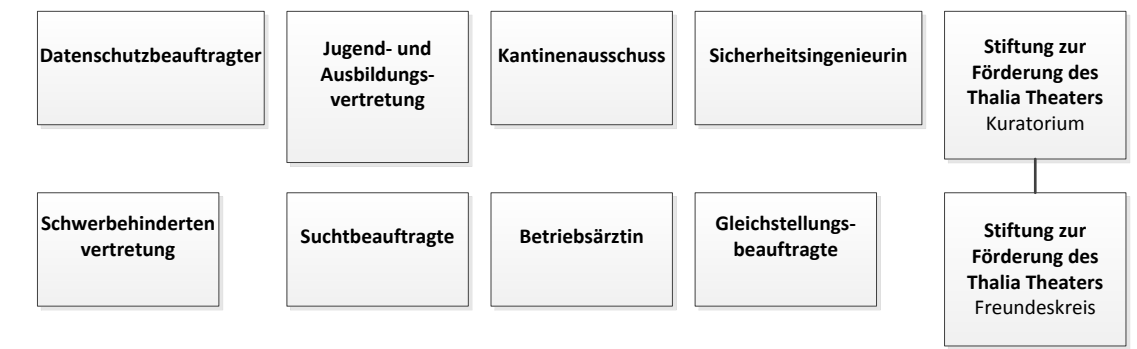 Datenschutzbeauftragter
Jugend- und
Ausbildungs-
vertretung
Kantinenausschuss
Sicherheitsingenieurin
Stiftung zur
Förderung des
Thalia Theaters
Kuratorium
Schwerbehinderten
vertretung
Suchtbeauftragte
Betriebsärztin
Gleichstellungs-
beauftragte
Stiftung zur
Förderung des
Thalia Theaters
Freundeskreis